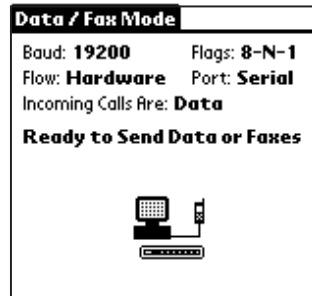 Data / Fax Mode
Baud: 19200 Flags: 8-N-1
Flow: Hardware Port: Serial
Incoming Calls Are: Data
Ready to Send Data or Faxes